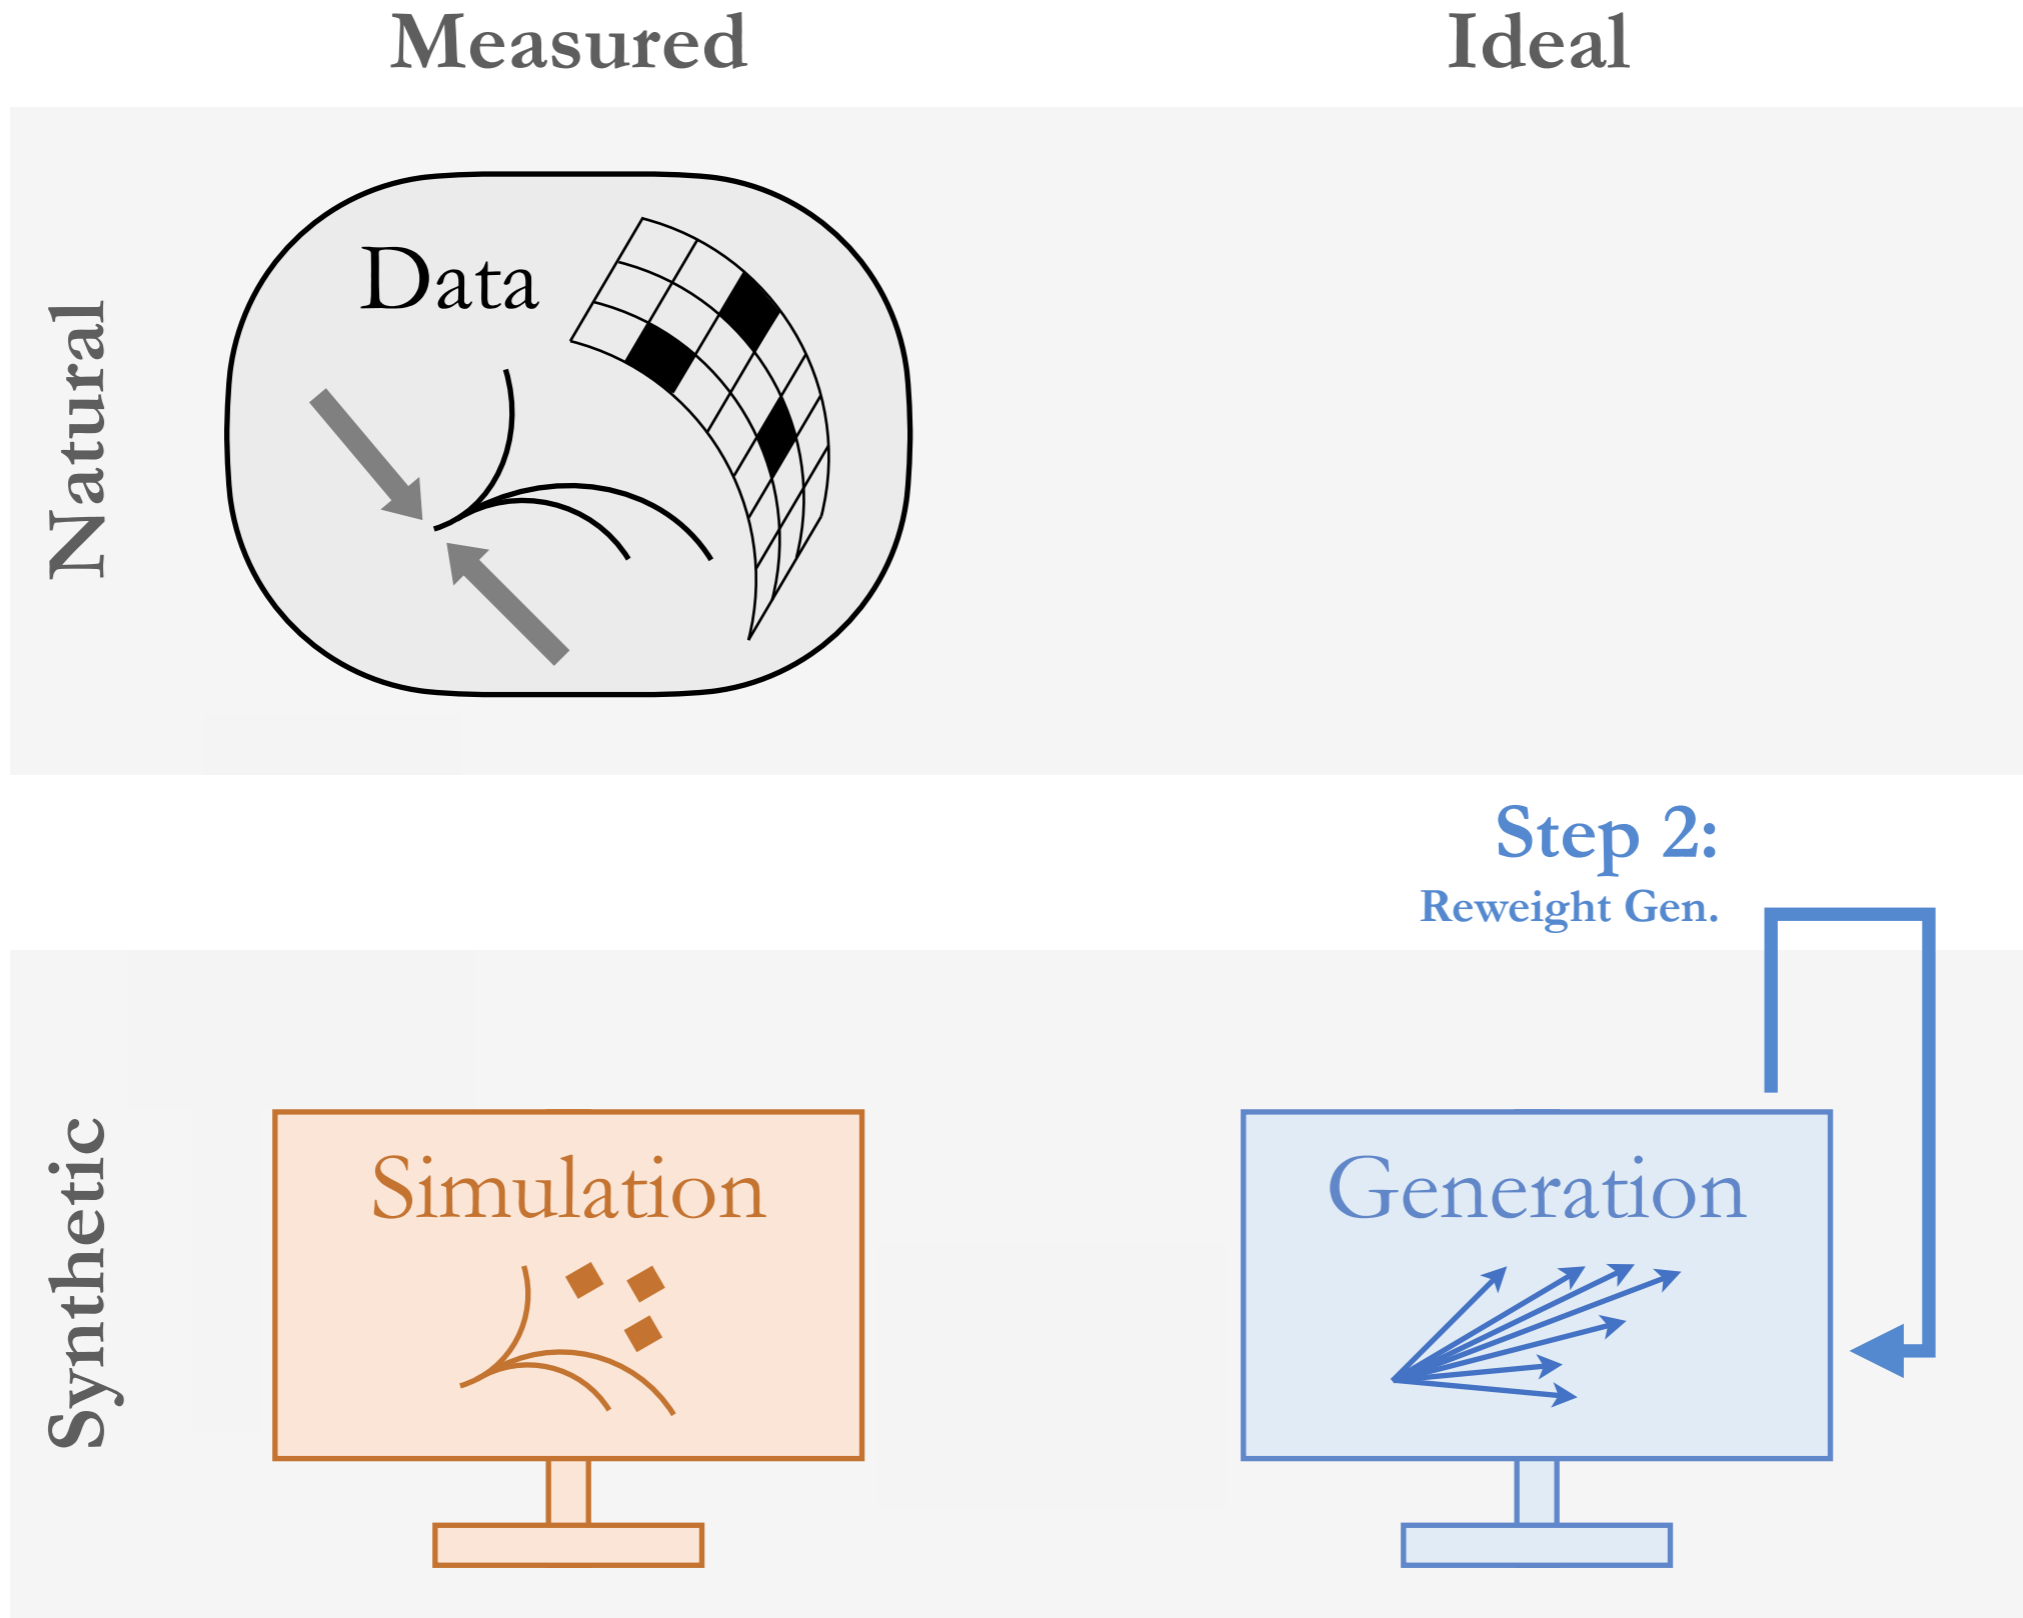 Measured
Ideal
Natural
Data
Step 2:
Reweight Gen.
Synthetic
Simulation
Generation